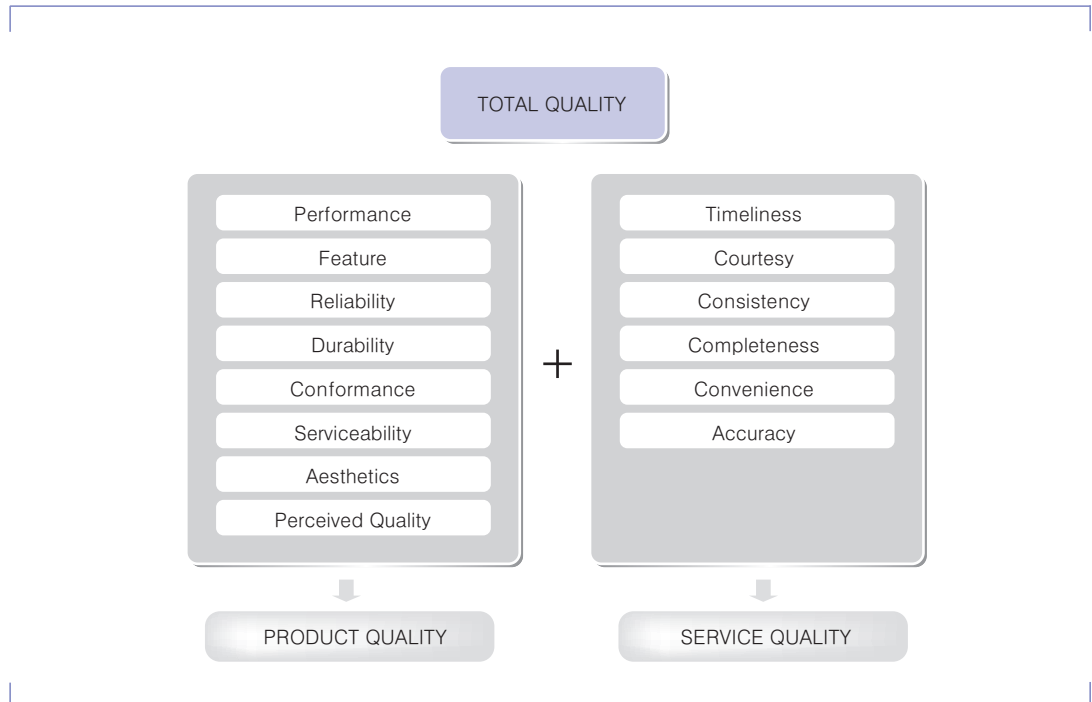 TOTAL QUALITY
Performance
Feature
Reliability
Durability
Conformance
Serviceability
Aesthetics
Perceived Quality
+
Timeliness
Courtesy
Consistency
Completeness
Convenience
Accuracy
PRODUCT QUALITY
SERVICE QUALITY